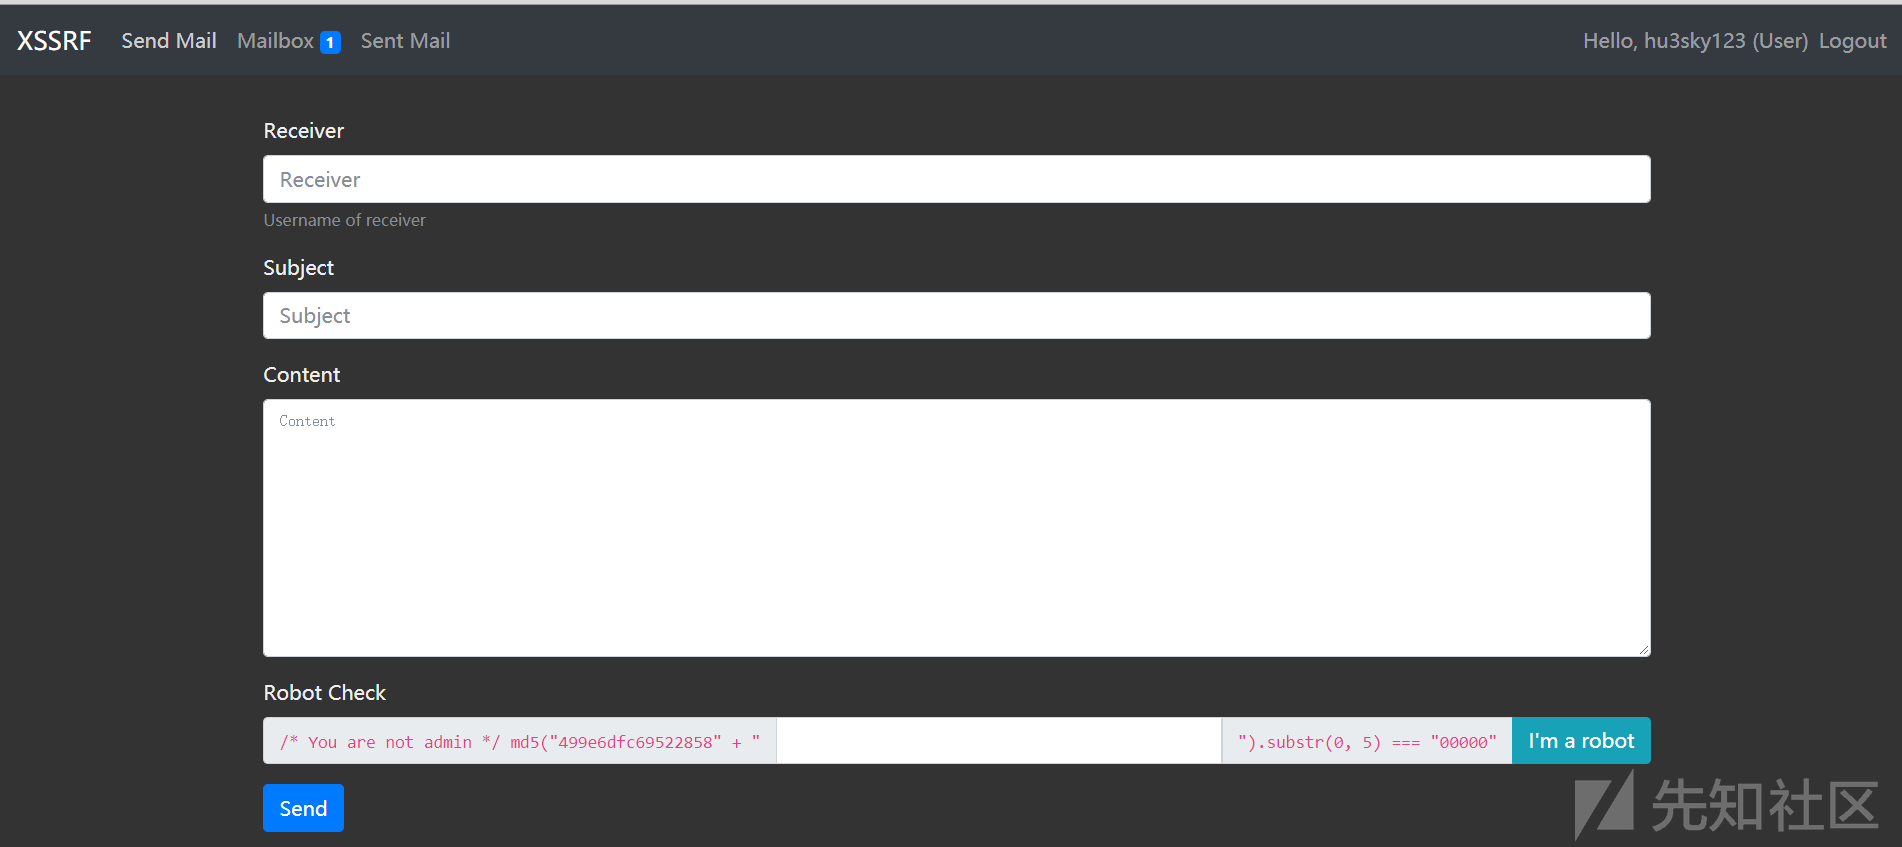 XSSRF Send Mail Mailbox 1 Sent Mail Hello, hu3sky123 (User) Logout
Receiver
Receiver
Username of receiver
Subject
Subject
Content
Content
Robot Check
/* You are not admin */ md5("499e6dfc69522858" + " ").substr(0, 5) === "00000" I'm a robot
Send
先知社区